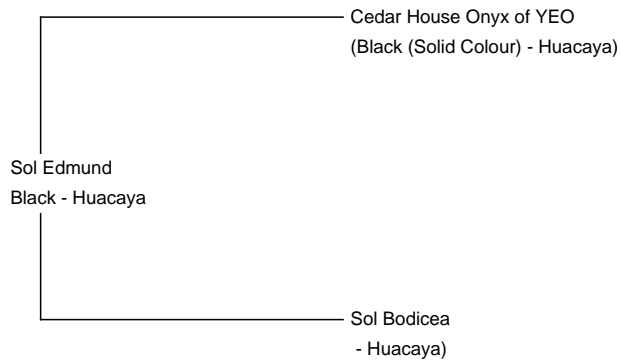 Cedar House Onyx of YEO
(Black (Solid Colour) - Huacaya)
Sol Edmund
Black - Huacaya
Sol Bodicea
- Huacaya)